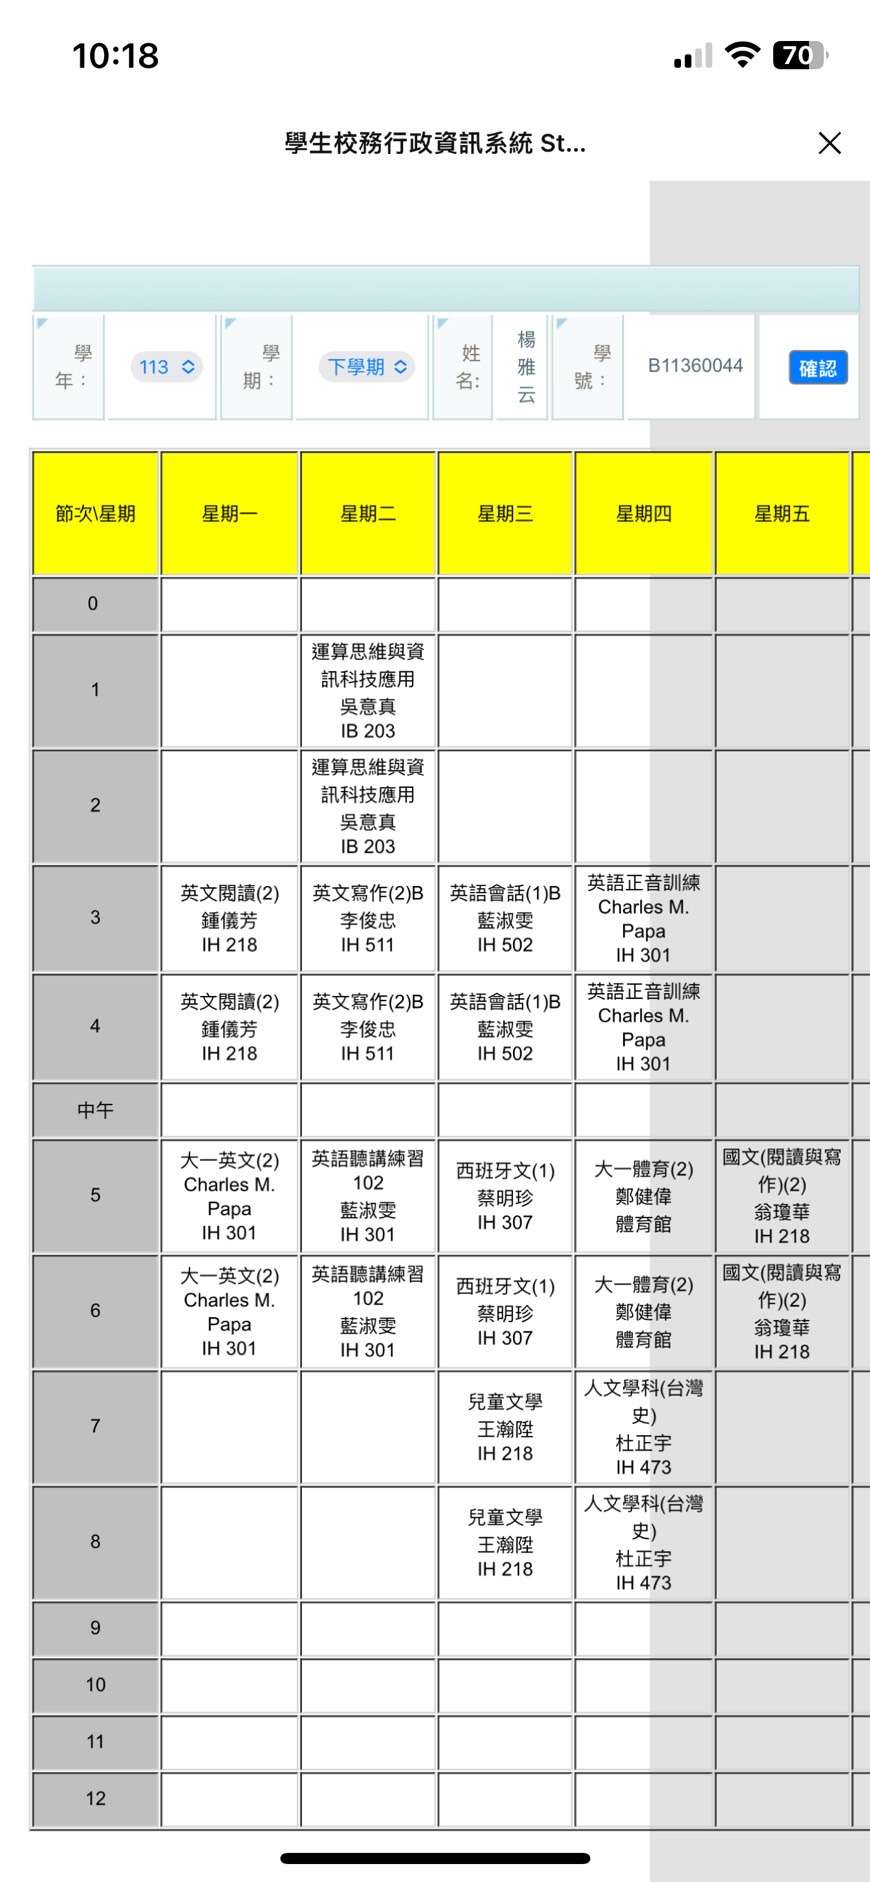 10:18
70
學生校務行政資訊系統 St...
學
年：
113
學
期：
下學期
姓
名:
楊
雅
云
學
號：
B11360044
確認
節次\星期
星期一
星期二
星期三
星期四
星期五
0
1
運算思維與資
訊科技應用
吳意真
IB 203
2
運算思維與資
訊科技應用
吳意真
IB 203
3
英文閱讀(2)
鍾儀芳
IH 218
英文寫作(2)B
李俊忠
IH 511
英語會話(1)B
藍淑雯
IH 502
英語正音訓練
Charles M.
Papa
IH 301
4
英文閱讀(2)
鍾儀芳
IH 218
英文寫作(2)B
李俊忠
IH 511
英語會話(1)B
藍淑雯
IH 502
英語正音訓練
Charles M.
Papa
IH 301
中午
5
大一英文(2)
Charles M.
Papa
IH 301
英語聽講練習
102
藍淑雯
IH 301
西班牙文(1)
蔡明珍
IH 307
大一體育(2)
鄭健偉
體育館
國文(閱讀與寫
作)(2)
翁瓊華
IH 218
6
大一英文(2)
Charles M.
Papa
IH 301
英語聽講練習
102
藍淑雯
IH 301
西班牙文(1)
蔡明珍
IH 307
大一體育(2)
鄭健偉
體育館
國文(閱讀與寫
作)(2)
翁瓊華
IH 218
7
兒童文學
王瀚陞
IH 218
人文學科(台灣
史)
杜正宇
IH 473
8
兒童文學
王瀚陞
IH 218
人文學科(台灣
史)
杜正宇
IH 473
9
10
11
12